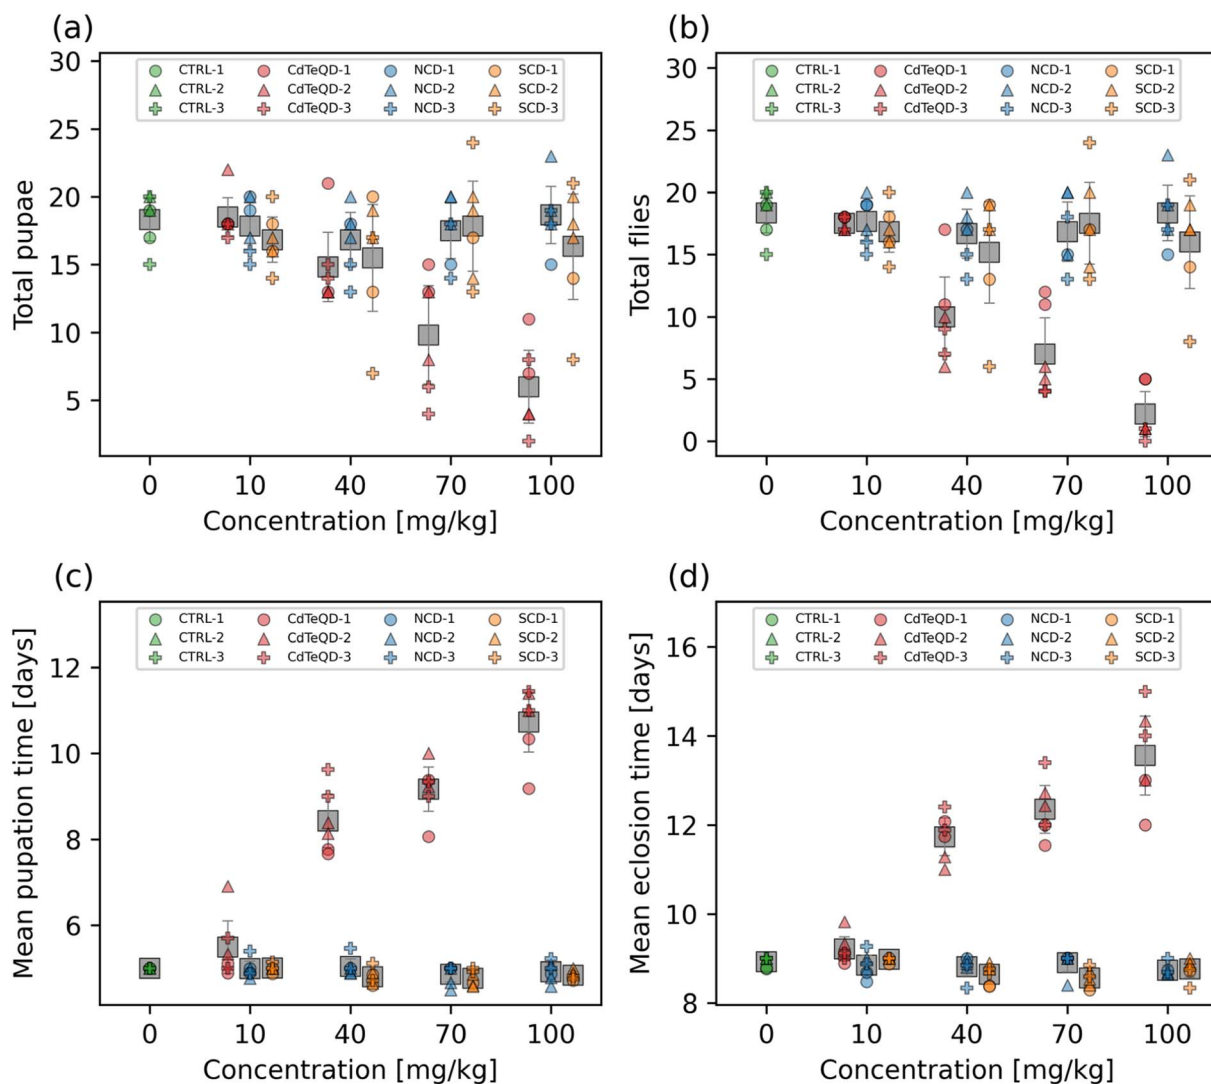 (a)
CTRL-1 CdTeQD-1 NCD-1 SCD-1
CTRL-2 CdTeQD-2 NCD-2 SCD-2
CTRL-3 CdTeQD-3 NCD-3 SCD-3
30
25
20
15
10
5
Total pupae
0 10 40 70 100
Concentration [mg/kg]
(b)
CTRL-1 CdTeQD-1 NCD-1 SCD-1
CTRL-2 CdTeQD-2 NCD-2 SCD-2
CTRL-3 CdTeQD-3 NCD-3 SCD-3
30
25
20
15
10
5
0
Total flies
0 10 40 70 100
Concentration [mg/kg]
(c)
CTRL-1 CdTeQD-1 NCD-1 SCD-1
CTRL-2 CdTeQD-2 NCD-2 SCD-2
CTRL-3 CdTeQD-3 NCD-3 SCD-3
12
10
8
6
Mean pupation time [days]
0 10 40 70 100
Concentration [mg/kg]
(d)
CTRL-1 CdTeQD-1 NCD-1 SCD-1
CTRL-2 CdTeQD-2 NCD-2 SCD-2
CTRL-3 CdTeQD-3 NCD-3 SCD-3
16
14
12
10
8
Mean eclosion time [days]
0 10 40 70 100
Concentration [mg/kg]